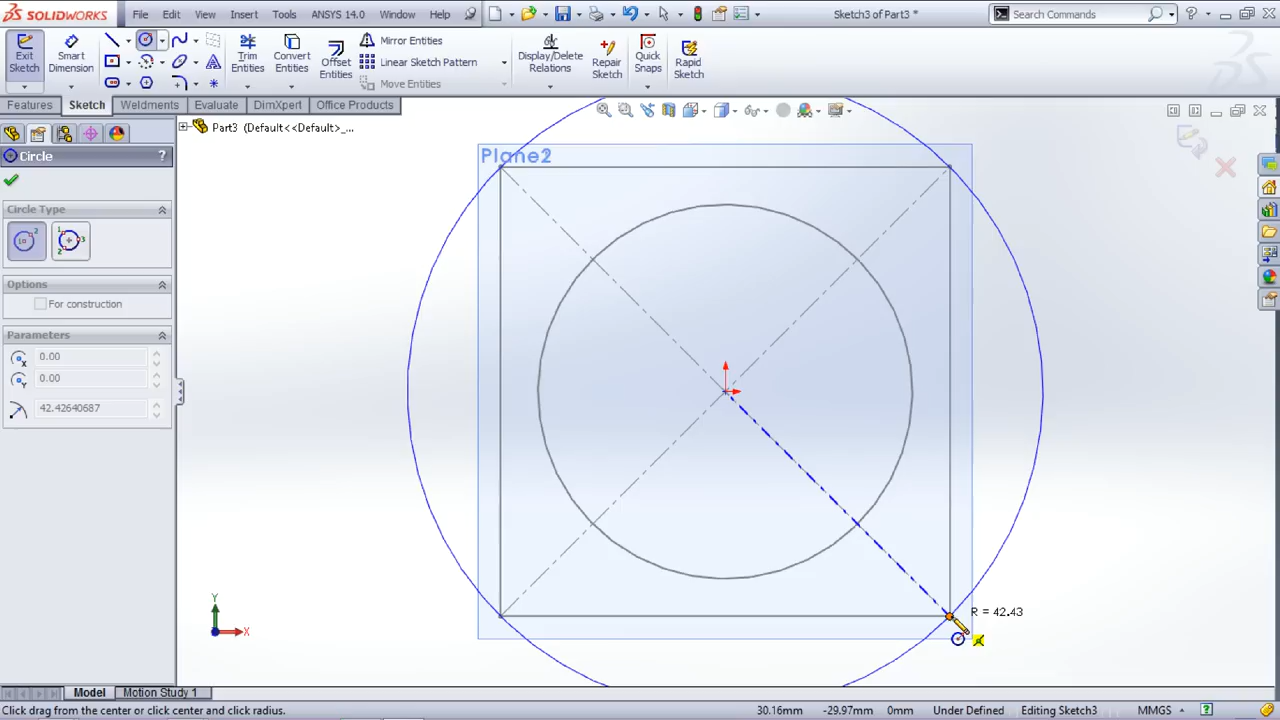 SOLIDWORKS File Edit View Insert Tools ANSYS 14.0 Window Help Sketch3 of Part3 * Search Commands
Exit Sketch Smart Dimension Trim Entities Convert Entities Offset Entities Mirror Entities Linear Sketch Pattern Move Entities Display/Delete Relations Repair Sketch Quick Snaps Rapid Sketch
Features Sketch Weldments Evaluate DimXpert Office Products
Part3 (Default<<Default>_...
Circle ?
Plane2
Circle Type
Options
For construction
Parameters
0.00
0.00
42.42640687
R = 42.43
Y
X
Model Motion Study 1
Click drag from the center or click center and click radius. 30.16mm -29.97mm 0mm Under Defined Editing Sketch3 MMGS ?